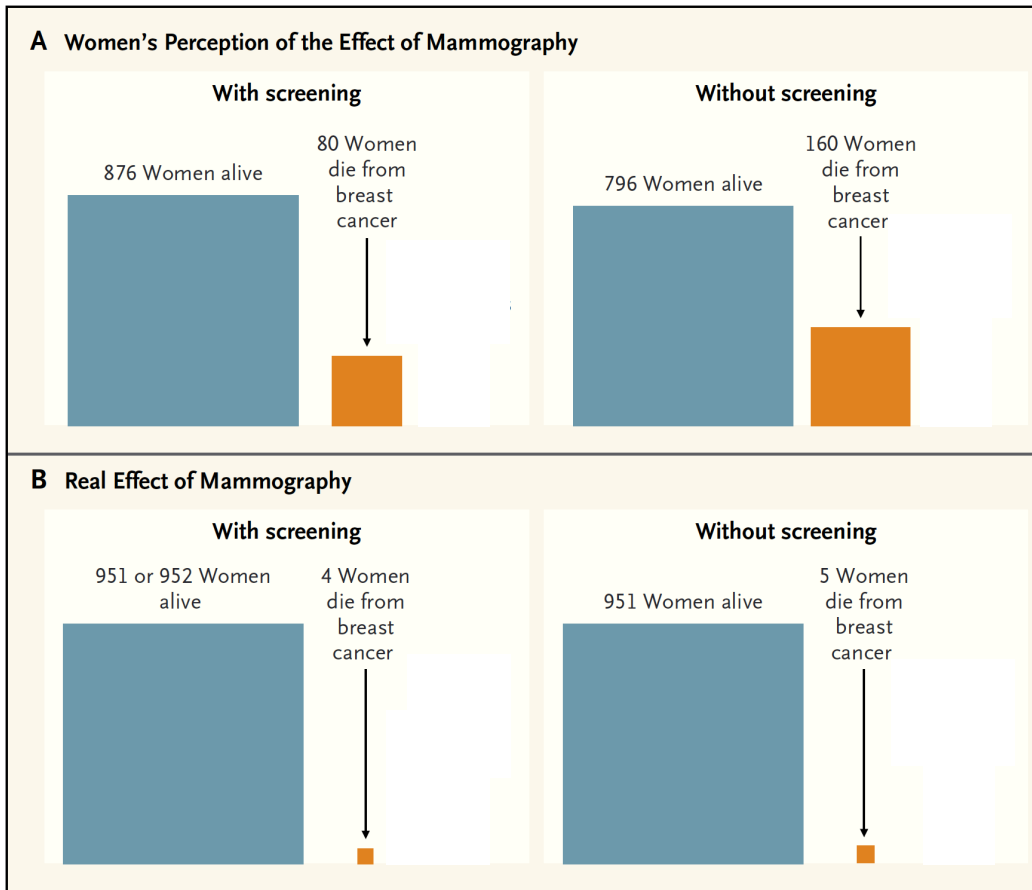 A Women's Perception of the Effect of Mammography
With screening
876 Women alive
80 Women
die from
breast
cancer
Without screening
796 Women alive
160 Women
die from
breast
cancer
B Real Effect of Mammography
With screening
951 or 952 Women
alive
4 Women
die from
breast
cancer
Without screening
951 Women alive
5 Women
die from
breast
cancer